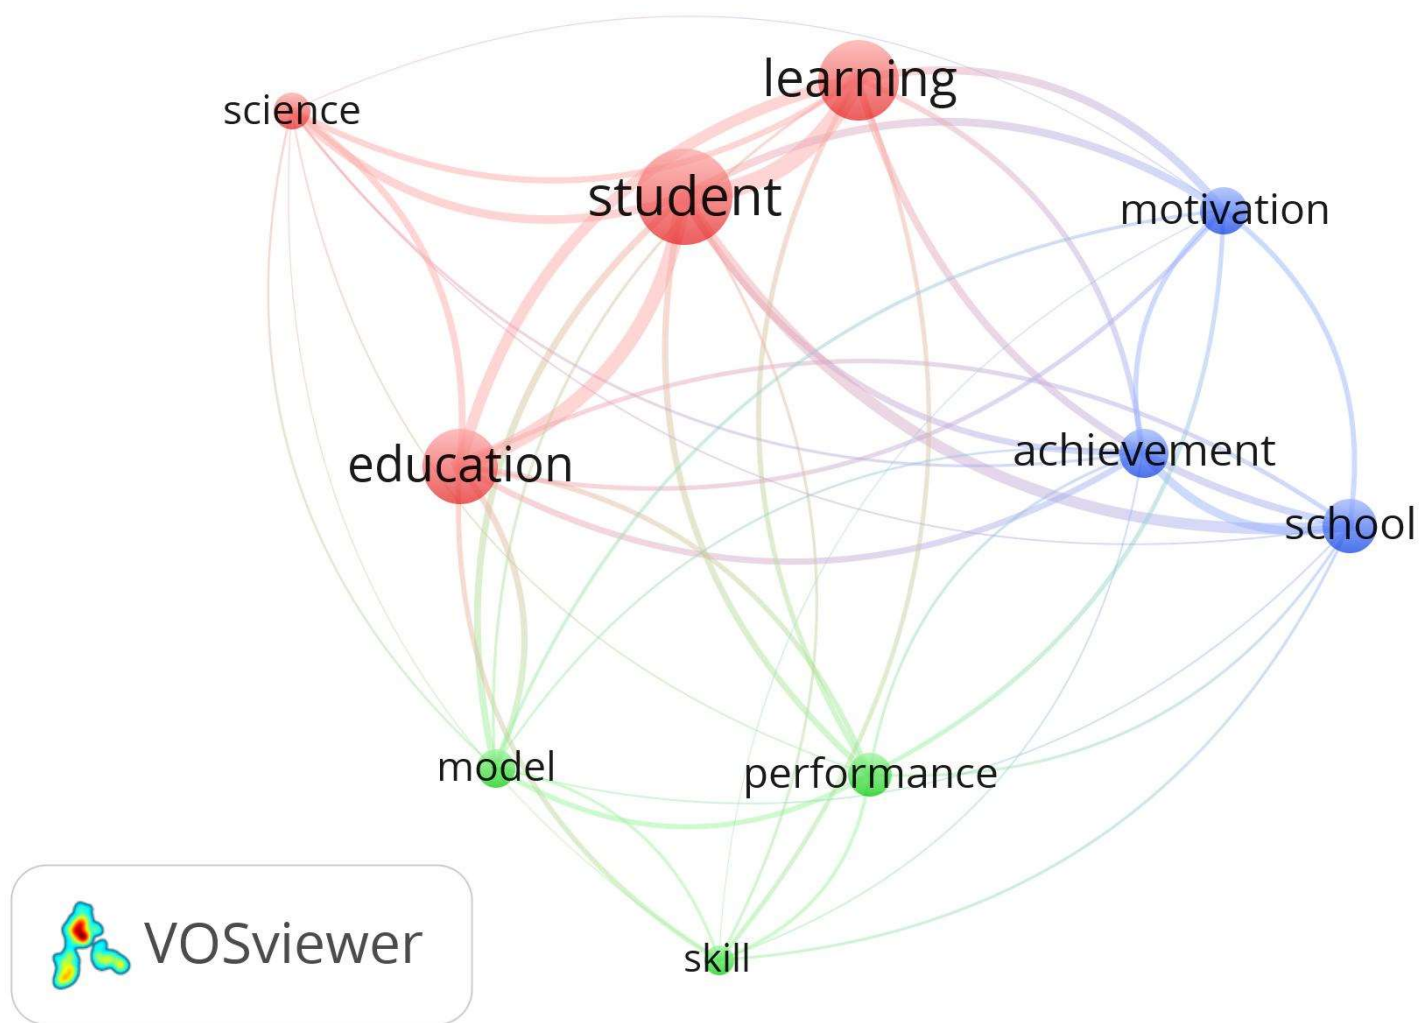 learning
science
student
motivation
education
achievement
school
model
performance
skill
VOSviewer